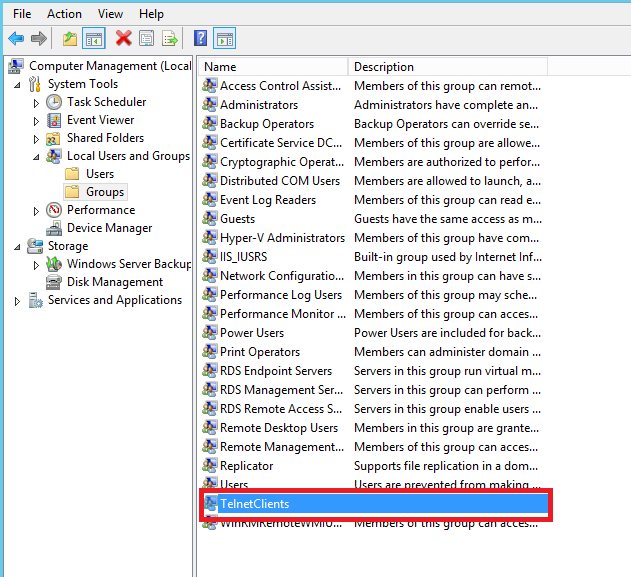 File Action View Help
Computer Management (Local
System Tools
Task Scheduler
Event Viewer
Shared Folders
Local Users and Groups
Users
Groups
Performance
Device Manager
Storage
Windows Server Backup
Disk Management
Services and Applications
Name Description
Access Control Assist... Members of this group can remot...
Administrators Administrators have complete an...
Backup Operators Backup Operators can override se...
Certificate Service DC... Members of this group are allowe...
Cryptographic Operat... Members are authorized to perfor...
Distributed COM Users Members are allowed to launch, a...
Event Log Readers Members of this group can read e...
Guests Guests have the same access as m...
Hyper-V Administrators Members of this group have com...
IIS_IUSRS Built-in group used by Internet Inf...
Network Configuratio... Members in this group can have s...
Performance Log Users Members of this group may sche...
Performance Monitor ... Members of this group can acces...
Power Users Power Users are included for back...
Print Operators Members can administer domain ...
RDS Endpoint Servers Servers in this group run virtual m...
RDS Management Ser... Servers in this group can perform ...
RDS Remote Access S... Servers in this group enable users ...
Remote Desktop Users Members in this group are grante...
Remote Management... Members of this group can acces...
Replicator Supports file replication in a dom...
Users Users are prevented from making ...
TelnetClients
WinRMRemoteWMIU... Members of this group can acces...